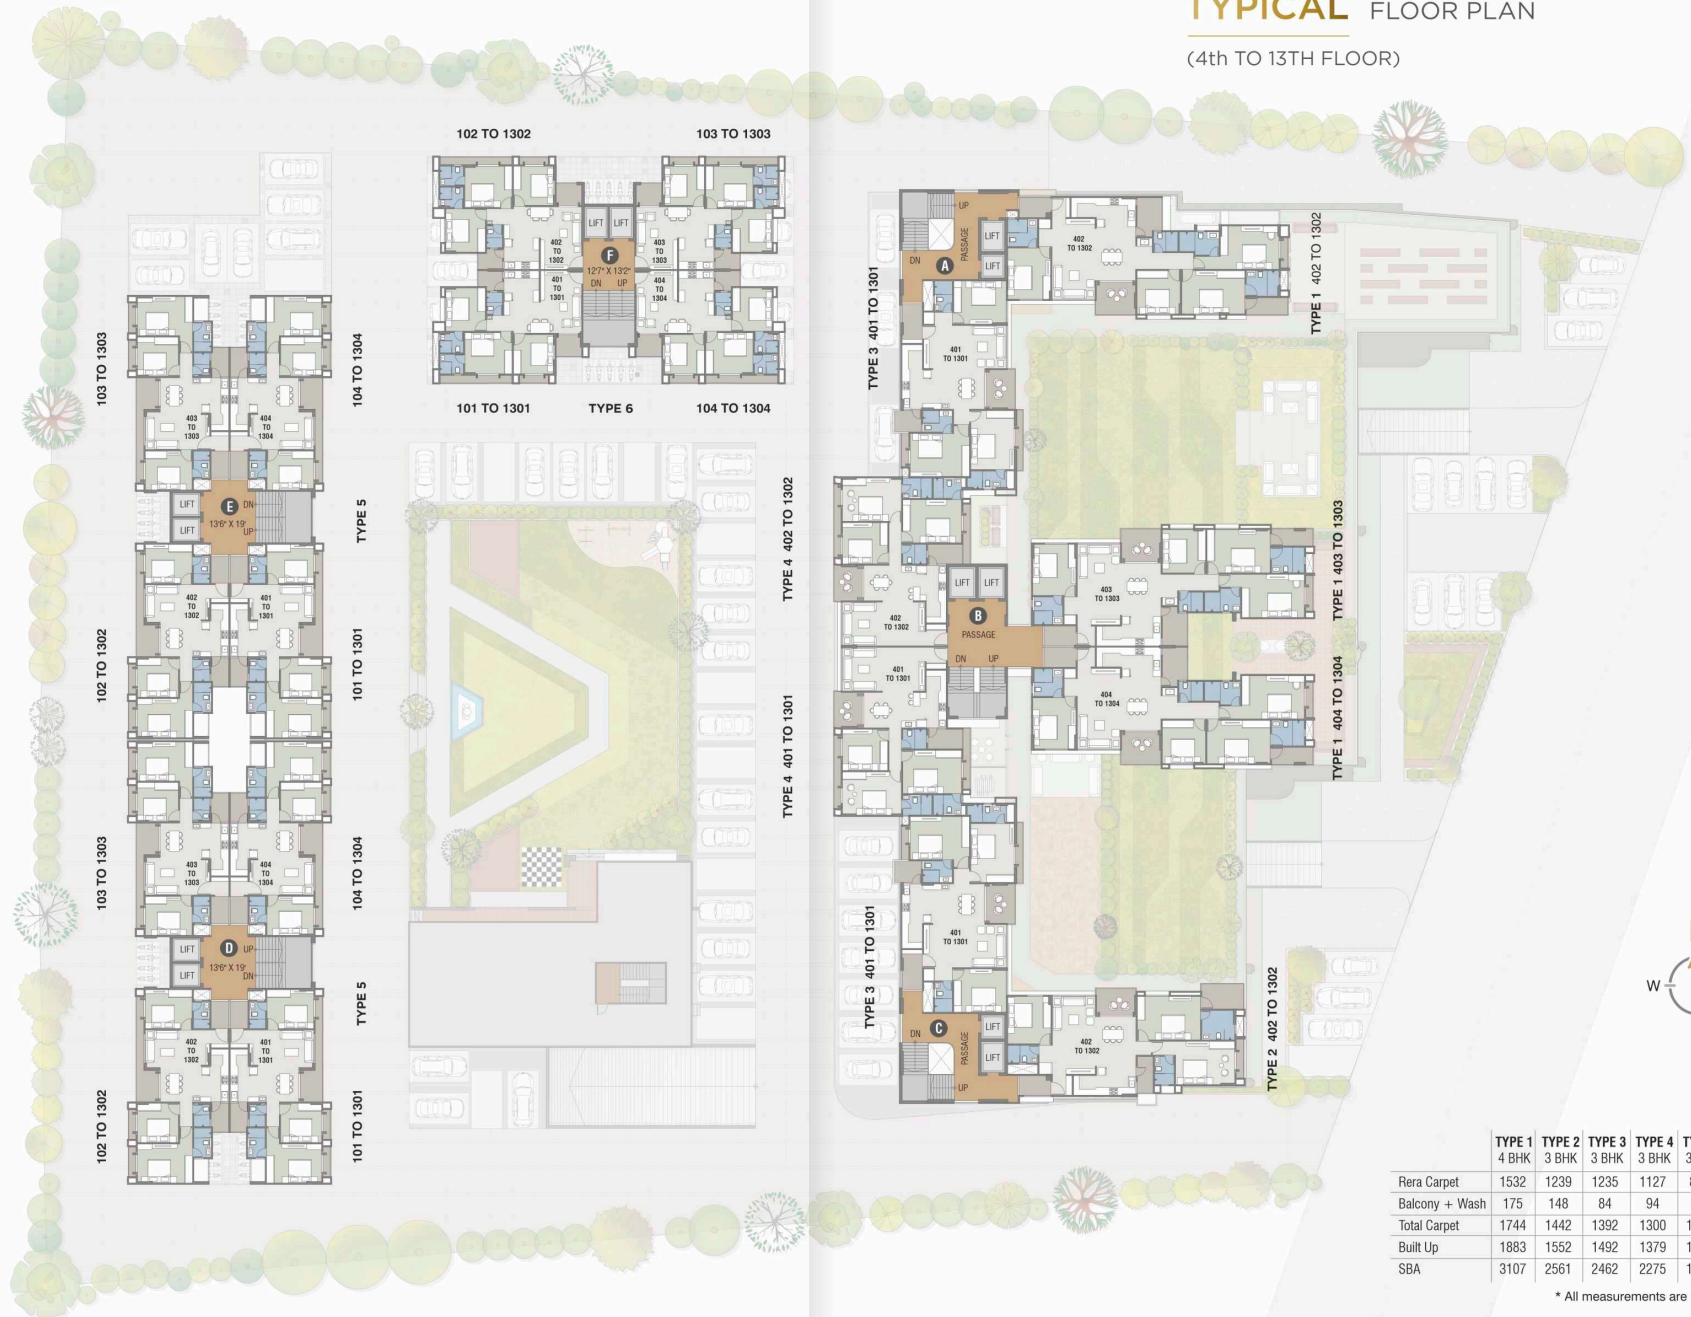 TYPICAL FLOOR PLAN
(4th TO 13TH FLOOR)
102 TO 1302
103 TO 1303
LIFT
LIFT
402
TO
1302
403
TO
1303
F
12'7" X 13'2"
DN UP
401
TO
1301
404
TO
1304
101 TO 1301
TYPE 6
104 TO 1304
103 TO 1303
104 TO 1304
403
TO
1303
404
TO
1304
LIFT
LIFT
E
13'6" X 19'
DN
UP
TYPE 5
402
TO
1302
401
TO
1301
102 TO 1302
101 TO 1301
403
TO
1303
404
TO
1304
103 TO 1303
104 TO 1304
LIFT
LIFT
D
13'6" X 19'
UP
DN
TYPE 5
402
TO
1302
401
TO
1301
102 TO 1302
101 TO 1301
UP
PASSAGE
LIFT
LIFT
DN
A
402
TO 1302
TYPE 1 402 TO 1302
TYPE 3 401 TO 1301
401
TO 1301
TYPE 4 402 TO 1302
LIFT
LIFT
B
PASSAGE
DN UP
402
TO 1302
401
TO 1301
403
TO 1303
404
TO 1304
TYPE 1 403 TO 1303
TYPE 1 404 TO 1304
TYPE 4 401 TO 1301
TYPE 3 401 TO 1301
401
TO 1301
DN
C
PASSAGE
LIFT
LIFT
UP
402
TO 1302
TYPE 2 402 TO 1302
W
TYPE 1 TYPE 2 TYPE 3 TYPE 4
4 BHK 3 BHK 3 BHK 3 BHK
Rera Carpet 1532 1239 1235 1127
Balcony + Wash 175 148 84 94
Total Carpet 1744 1442 1392 1300
Built Up 1883 1552 1492 1379
SBA 3107 2561 2462 2275
* All measurements are